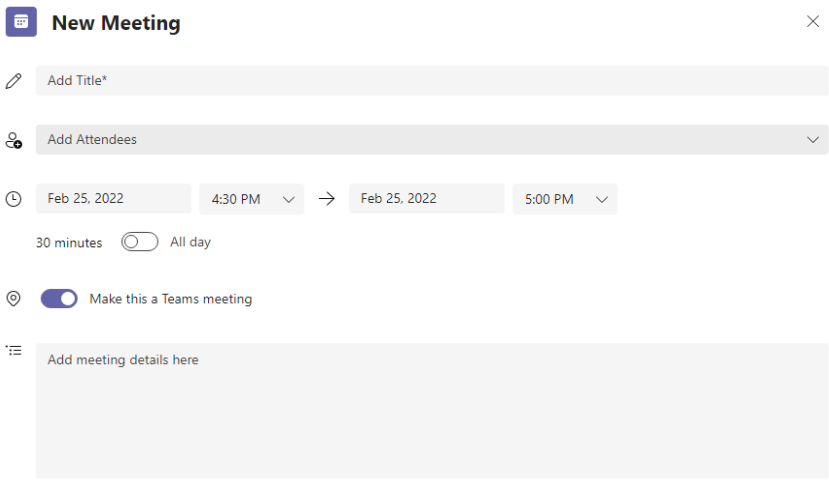 New Meeting
Add Title*
Add Attendees
Feb 25, 2022 4:30 PM Feb 25, 2022 5:00 PM
30 minutes All day
Make this a Teams meeting
Add meeting details here